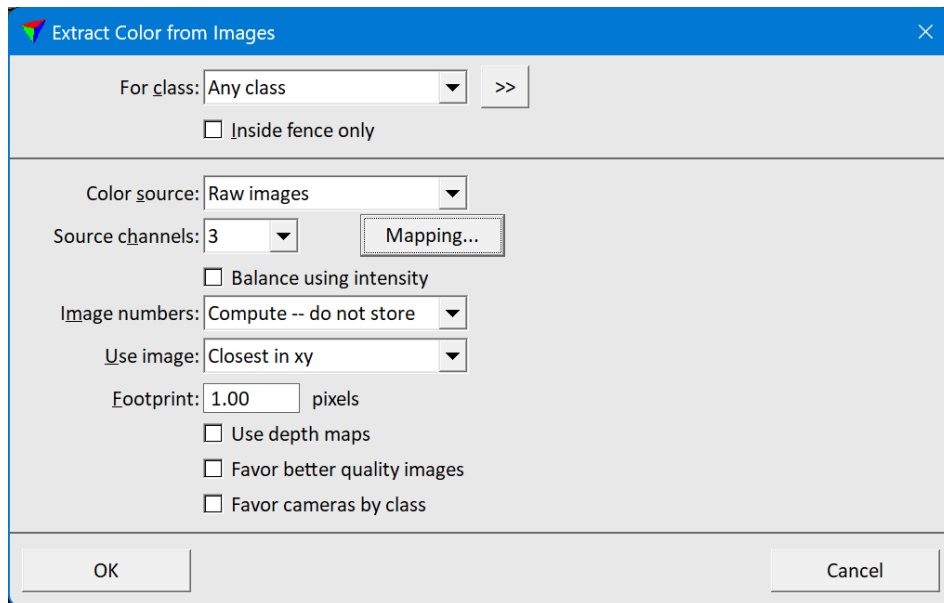 Extract Color from Images
For class: Any class >>
Inside fence only
Color source: Raw images
Source channels: 3 Mapping...
Balance using intensity
Image numbers: Compute -- do not store
Use image: Closest in xy
Footprint: 1.00 pixels
Use depth maps
Favor better quality images
Favor cameras by class
OK Cancel